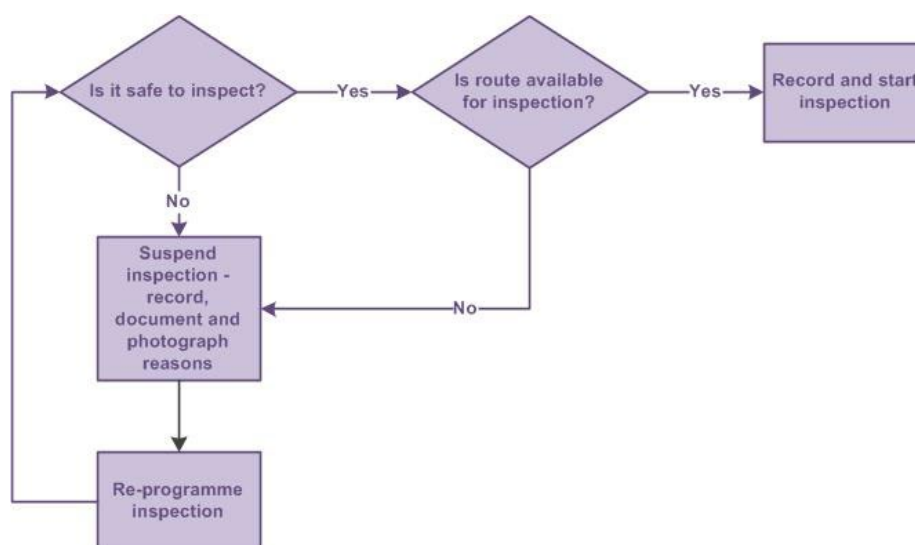 Is it safe to inspect?
Yes
Is route available
for inspection?
Yes
Record and start
inspection
No
Suspend
inspection -
record,
document and
photograph
reasons
No
Re-programme
inspection